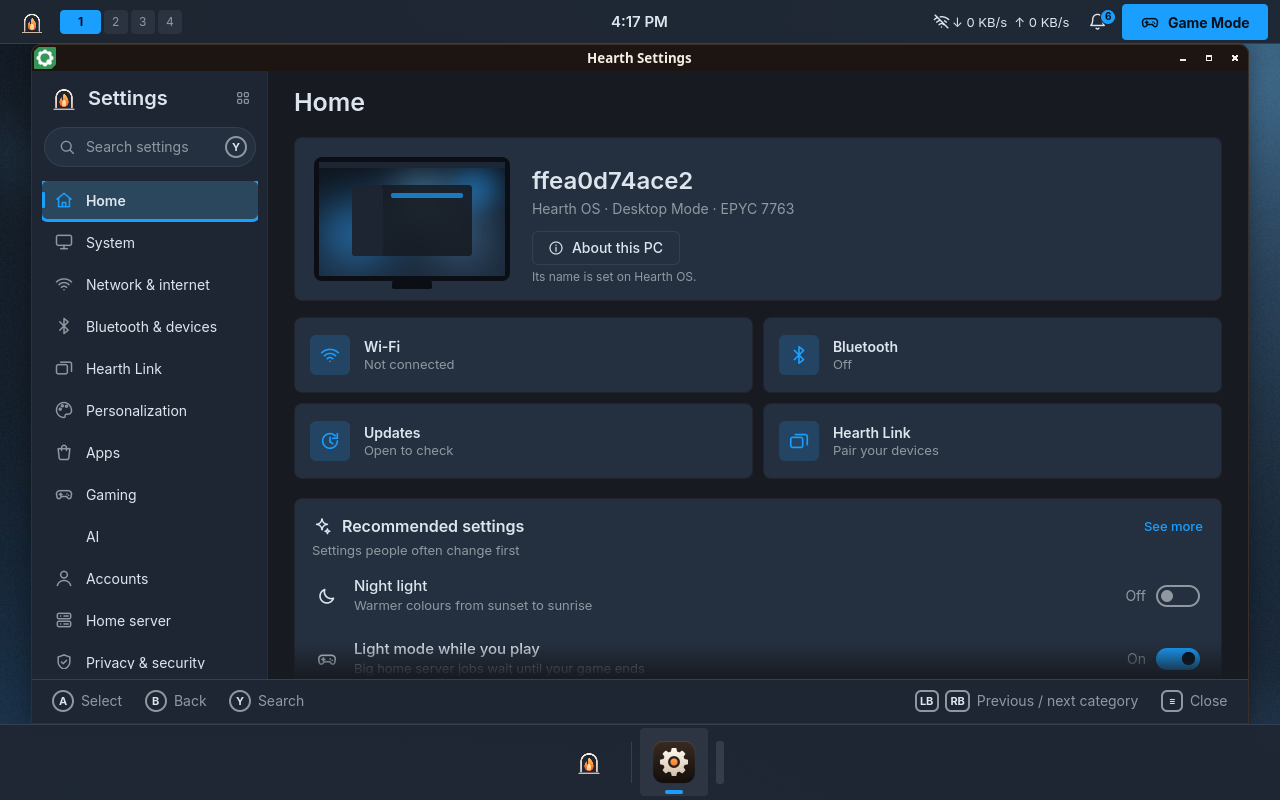 1 2 3 4
4:17 PM
↓ 0 KB/s ↑ 0 KB/s
6
Game Mode
Hearth Settings
Settings
Search settings
Y
Home
System
Network & internet
Bluetooth & devices
Hearth Link
Personalization
Apps
Gaming
AI
Accounts
Home server
Privacy & security
Home
ffea0d74ace2
Hearth OS · Desktop Mode · EPYC 7763
About this PC
Its name is set on Hearth OS.
Wi-Fi
Not connected
Bluetooth
Off
Updates
Open to check
Hearth Link
Pair your devices
Recommended settings
See more
Settings people often change first
Night light
Warmer colours from sunset to sunrise
Off
Light mode while you play
Big home server jobs wait until your game ends
On
A Select B Back Y Search
LB RB Previous / next category ≡ Close